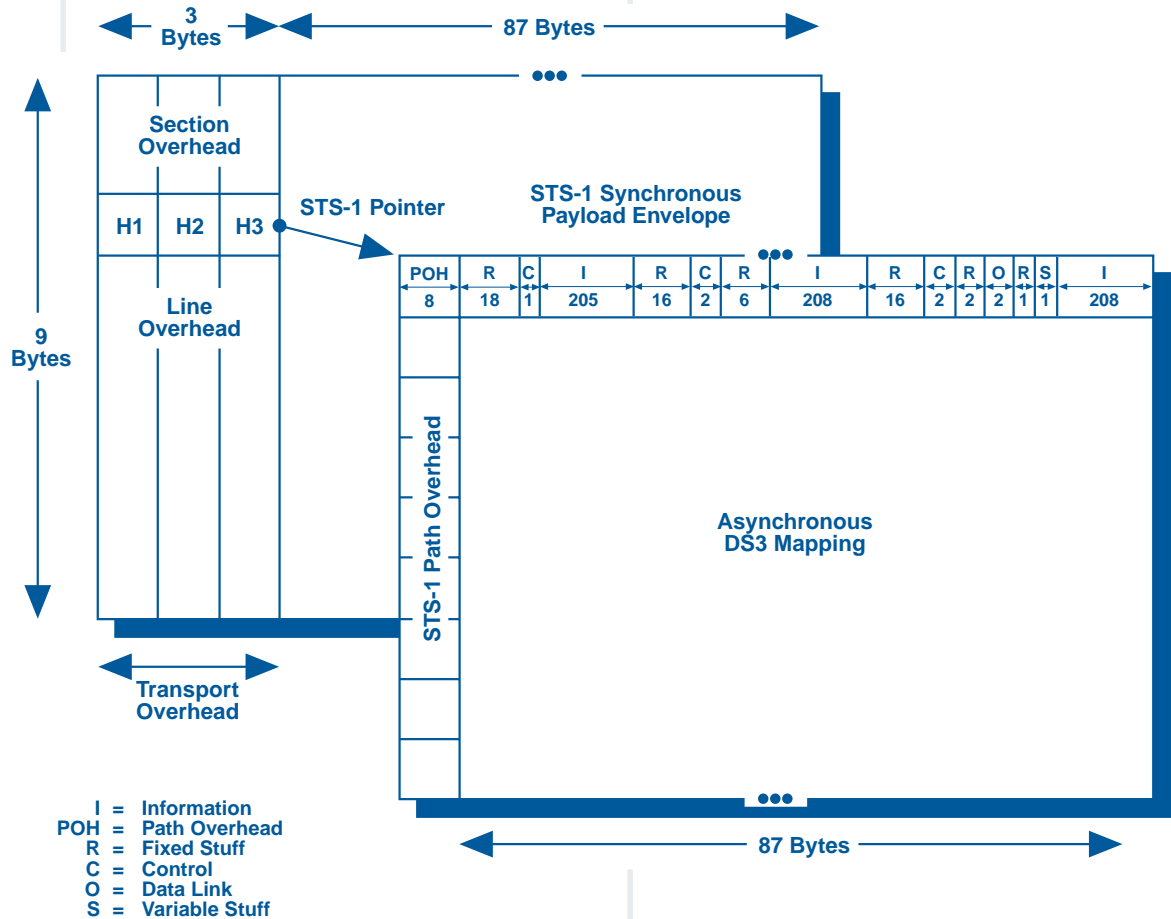 3
Bytes
87 Bytes
Section
Overhead
STS-1 Synchronous
Payload Envelope
STS-1 Pointer
H1 H2 H3
POH R C I R C R I R C R O R S I
8 18 1 205 16 2 6 208 16 2 2 2 1 1 208
Line
Overhead
9
Bytes
STS-1 Path Overhead
Asynchronous
DS3 Mapping
Transport
Overhead
I = Information
POH = Path Overhead
R = Fixed Stuff
C = Control
O = Data Link
S = Variable Stuff
87 Bytes